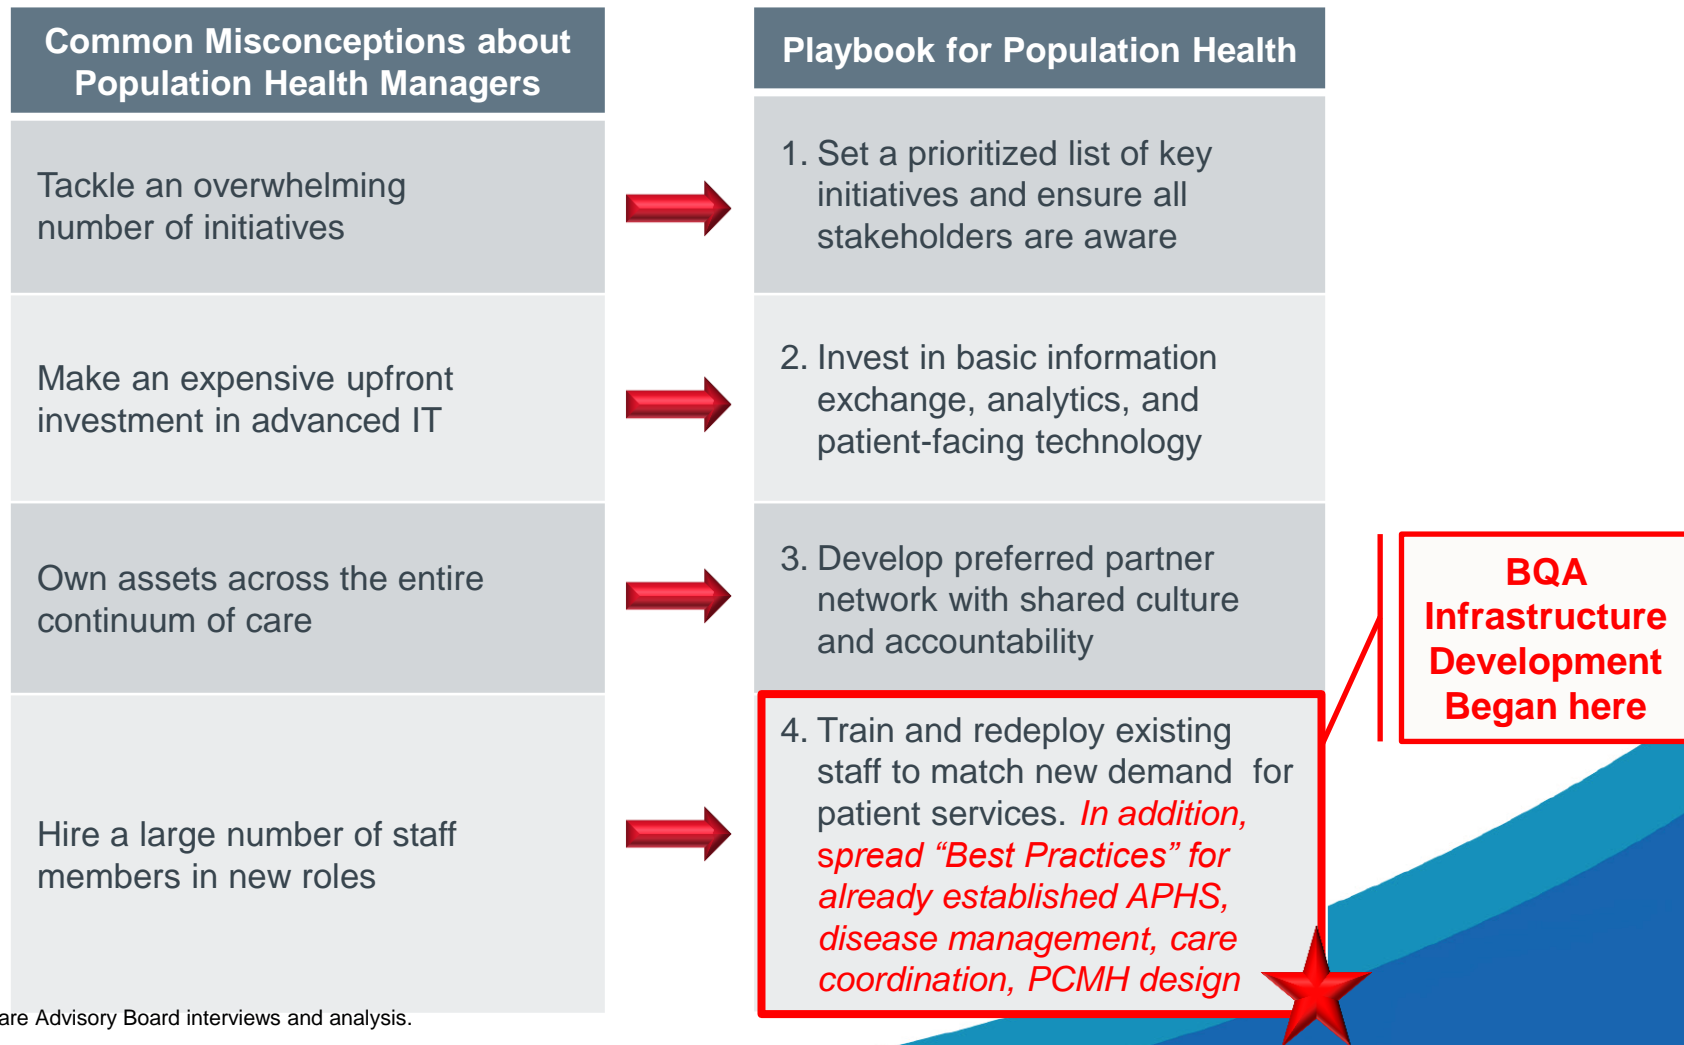 Common Misconceptions about
Population Health Managers
Playbook for Population Health
Tackle an overwhelming
number of initiatives
1. Set a prioritized list of key
initiatives and ensure all
stakeholders are aware
Make an expensive upfront
investment in advanced IT
2. Invest in basic information
exchange, analytics, and
patient-facing technology
Own assets across the entire
continuum of care
3. Develop preferred partner
network with shared culture
and accountability
BQA
Infrastructure
Development
Began here
Hire a large number of staff
members in new roles
4. Train and redeploy existing
staff to match new demand for
patient services. In addition,
spread “Best Practices” for
already established APHS,
disease management, care
coordination, PCMH design
are Advisory Board interviews and analysis.